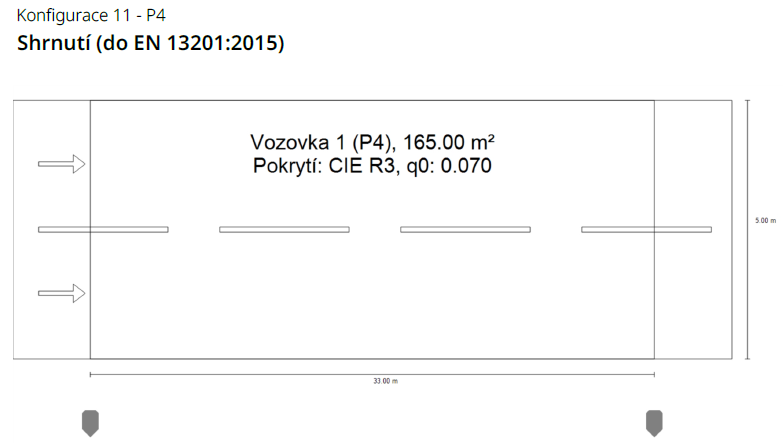 Konfigurace 11 - P4
Shrnutí (do EN 13201:2015)
Vozovka 1 (P4), 165.00 m²
Pokrytí: CIE R3, q0: 0.070
5.00 m
33.00 m